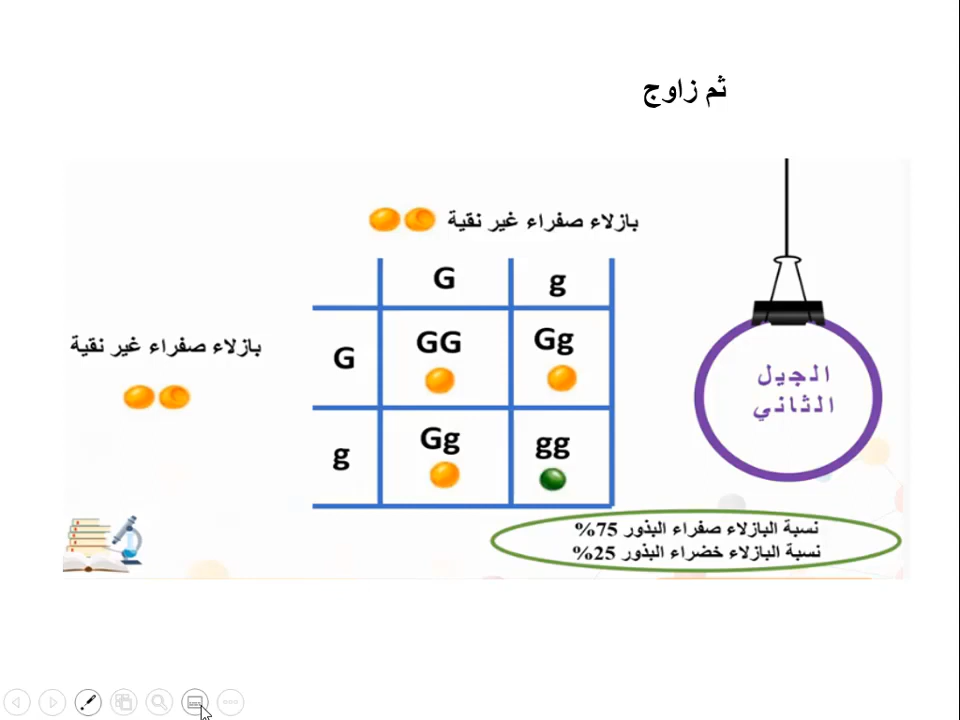 ثم زاوج
بازلاء صفراء غير نقية
G g
بازلاء صفراء غير نقية
G GG Gg
g Gg gg
الجيل
الثاني
نسبة البازلاء صفراء البذور 75%
نسبة البازلاء خضراء البذور 25%